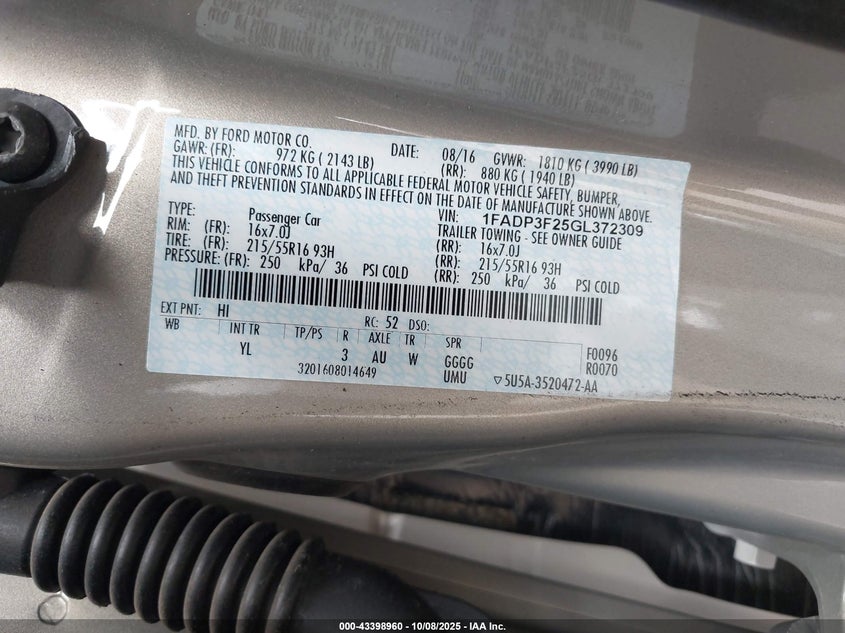 MFD. BY FORD MOTOR CO. DATE: 08/16 GVWR: 1810 KG ( 3990 LB)
GAWR: (FR): 972 KG ( 2143 LB) (RR): 880 KG ( 1940 LB)
THIS VEHICLE CONFORMS TO ALL APPLICABLE FEDERAL MOTOR VEHICLE SAFETY, BUMPER,
AND THEFT PREVENTION STANDARDS IN EFFECT ON THE DATE OF MANUFACTURE SHOWN ABOVE.
TYPE: Passenger Car VIN: 1FADP3F25GL372309
RIM: (FR): 16x7.0J TRAILER TOWING - SEE OWNER GUIDE
(RR): 16x7.0J
TIRE: (FR): 215/55R16 93H (RR): 215/55R16 93H
PRESSURE: (FR): 250 kPa/ 36 PSI COLD (RR): 250 kPa/ 36 PSI COLD
EXT PNT: HI RC: 52 DSO:
WB INT TR TP/PS R AXLE TR SPR
YL 3 AU W GGGG F0096
3201608014649 UMU R0070
5U5A-3520472-AA
000-43398960 - 10/08/2025 - IAA Inc.